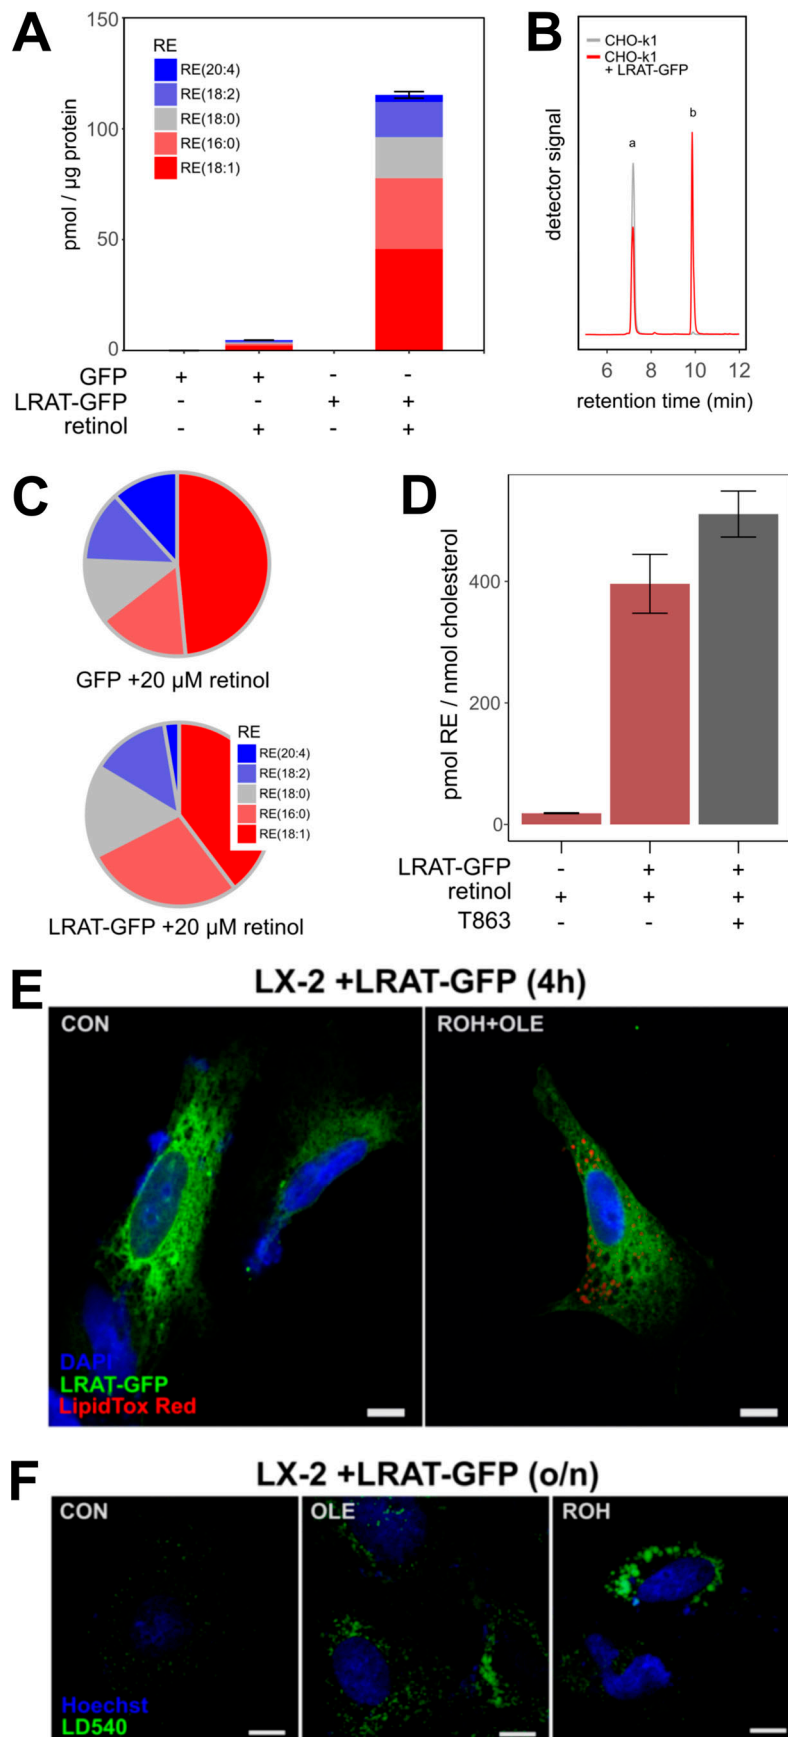 A
150
100
50
0
pmol / µg protein
RE
RE(20:4)
RE(18:2)
RE(18:0)
RE(16:0)
RE(18:1)
GFP + + - -
LRAT-GFP - - + +
retinol - + - +
B
CHO-k1
CHO-k1
+ LRAT-GFP
a
b
detector signal
6 8 10 12
retention time (min)
C
GFP +20 µM retinol
RE
RE(20:4)
RE(18:2)
RE(18:0)
RE(16:0)
RE(18:1)
LRAT-GFP +20 µM retinol
D
pmol RE / nmol cholesterol
400
200
0
LRAT-GFP - + +
retinol + + +
T863 - - +
E
LX-2 +LRAT-GFP (4h)
CON
ROH+OLE
DAPI
LRAT-GFP
LipidTox Red
F
LX-2 +LRAT-GFP (o/n)
CON
OLE
ROH
Hoechst
LD540